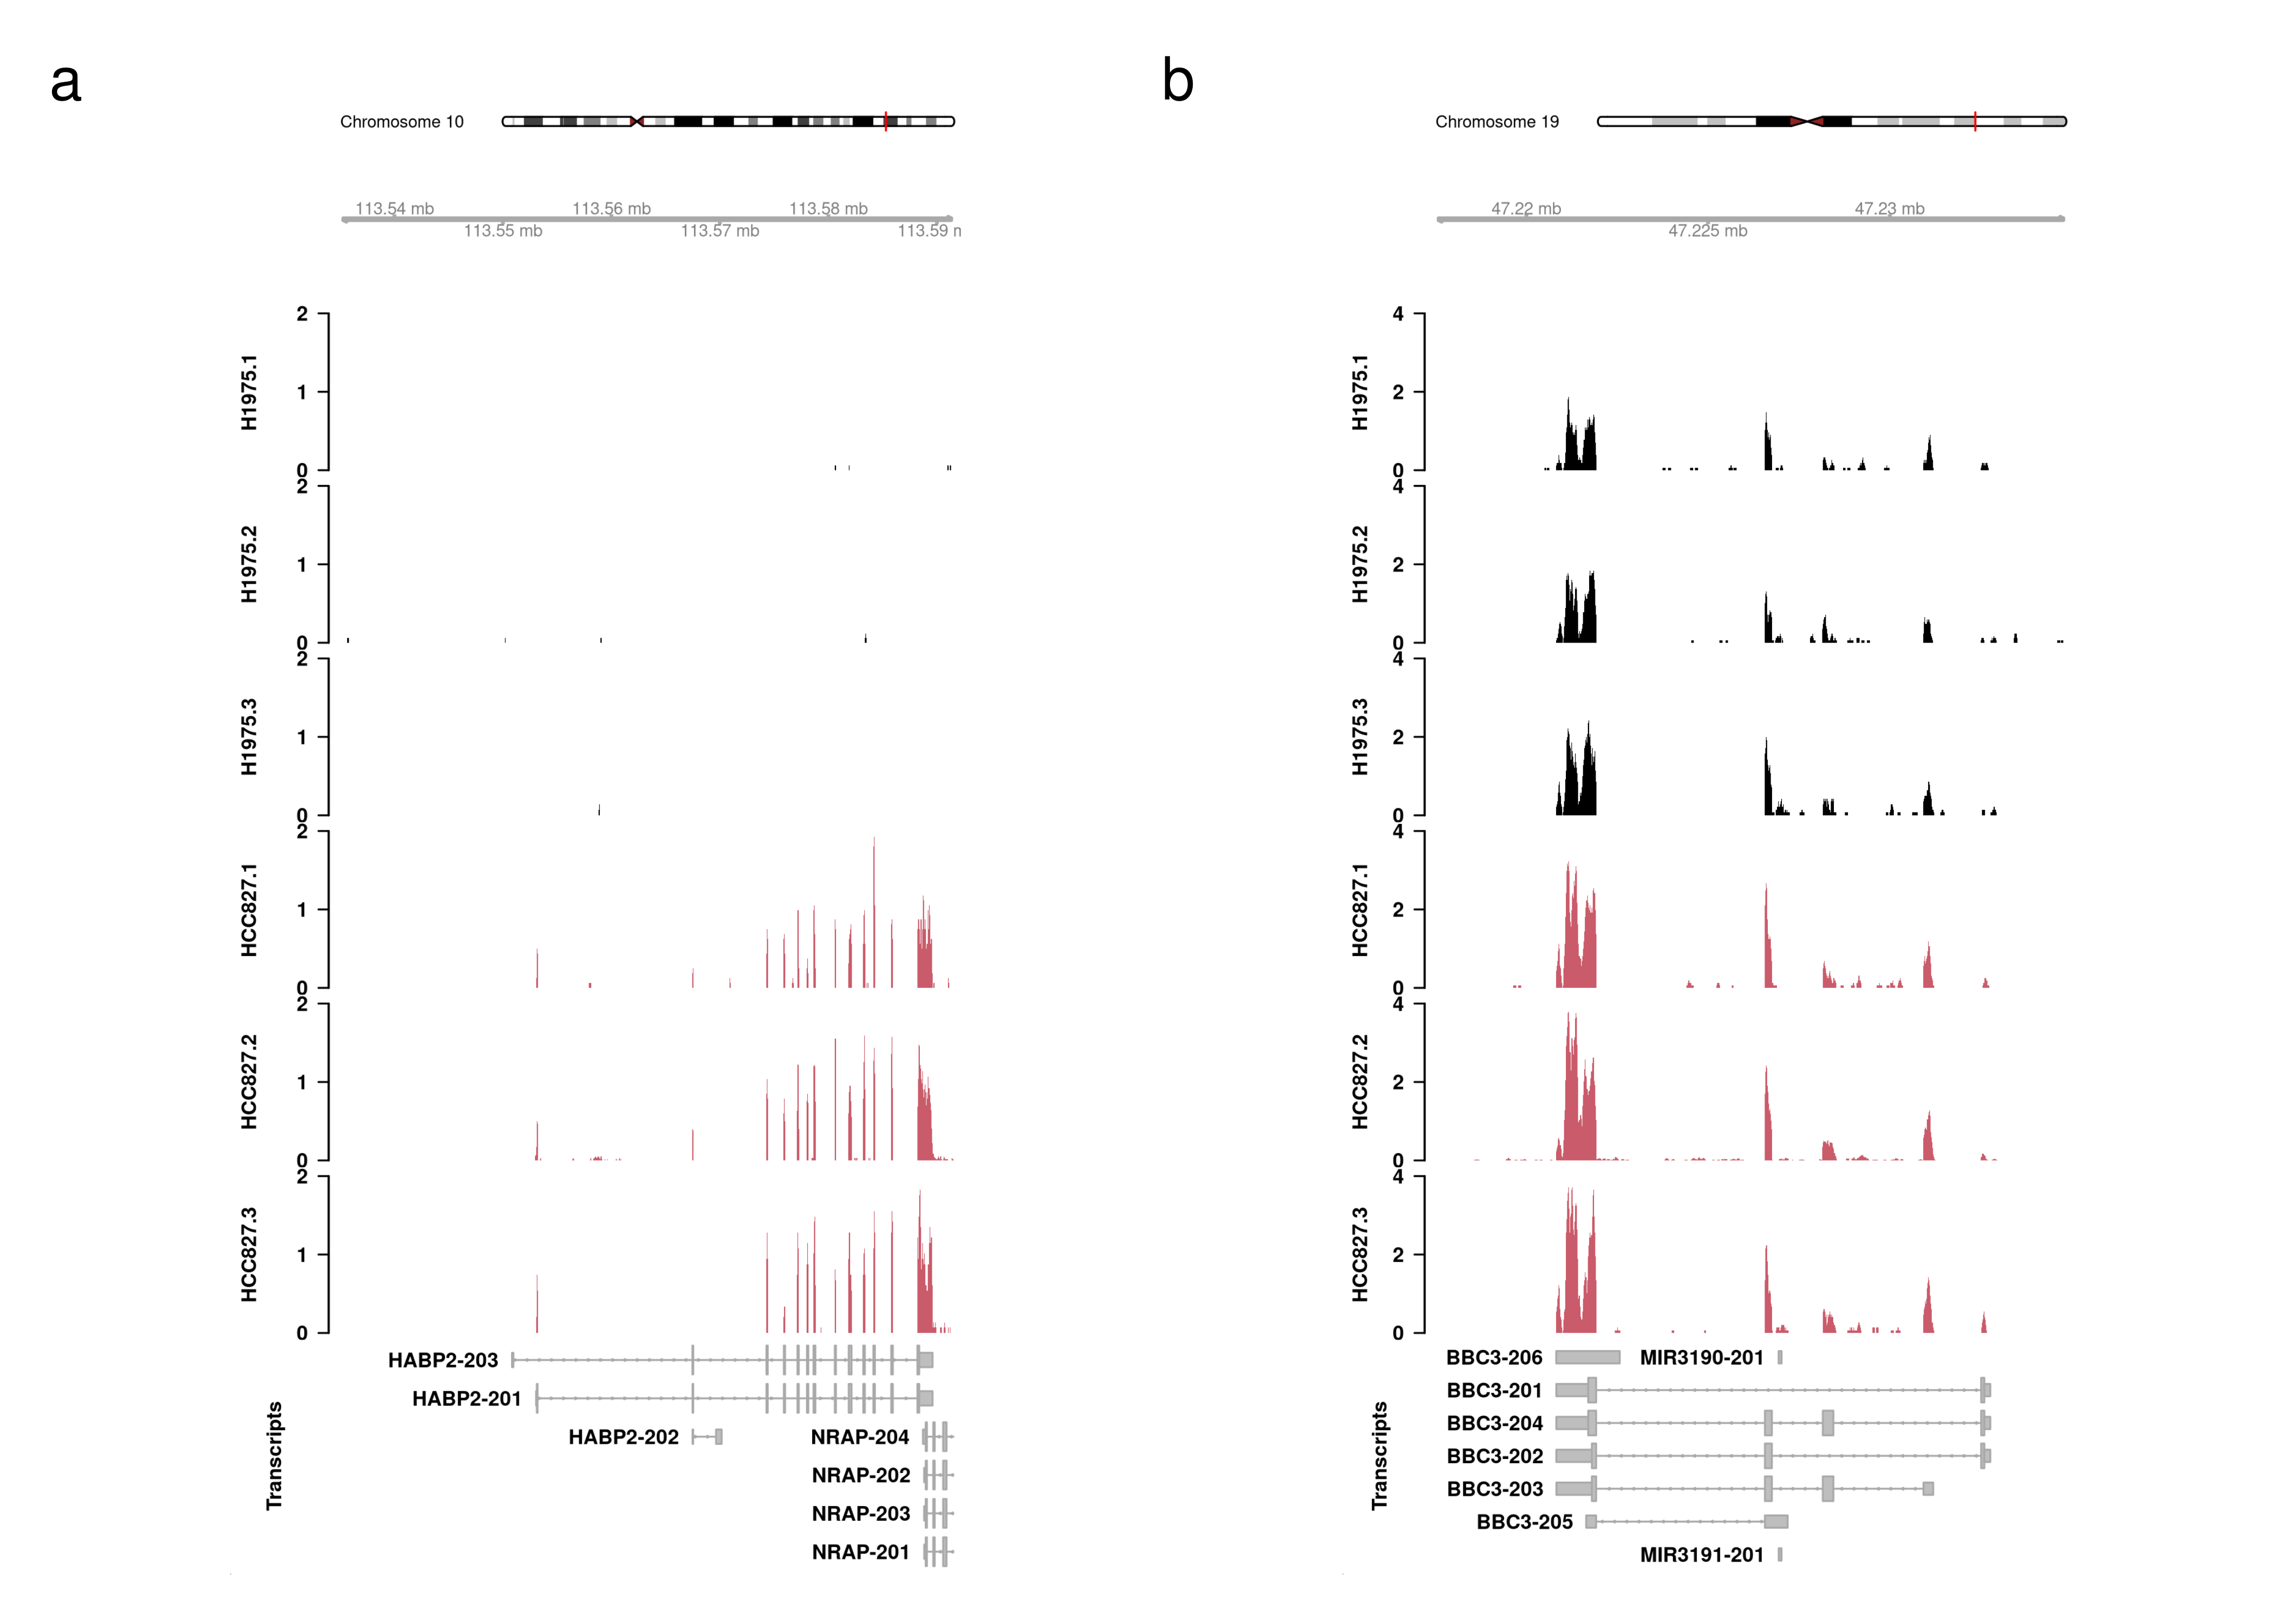 a
Chromosome 10
113.54 mb
113.56 mb
113.58 mb
113.55 mb
113.57 mb
113.59 n
H1975.1
2
1
0
H1975.2
2
1
0
H1975.3
2
1
0
HCC827.1
2
1
0
HCC827.2
2
1
0
HCC827.3
2
1
0
Transcripts
HABP2-203
HABP2-201
HABP2-202
NRAP-204
NRAP-202
NRAP-203
NRAP-201
b
Chromosome 19
47.22 mb
47.23 mb
47.225 mb
H1975.1
4
2
0
H1975.2
4
2
0
H1975.3
4
2
0
HCC827.1
4
2
0
HCC827.2
4
2
0
HCC827.3
4
2
0
Transcripts
BBC3-206
MIR3190-201
BBC3-201
BBC3-204
BBC3-202
BBC3-203
BBC3-205
MIR3191-201